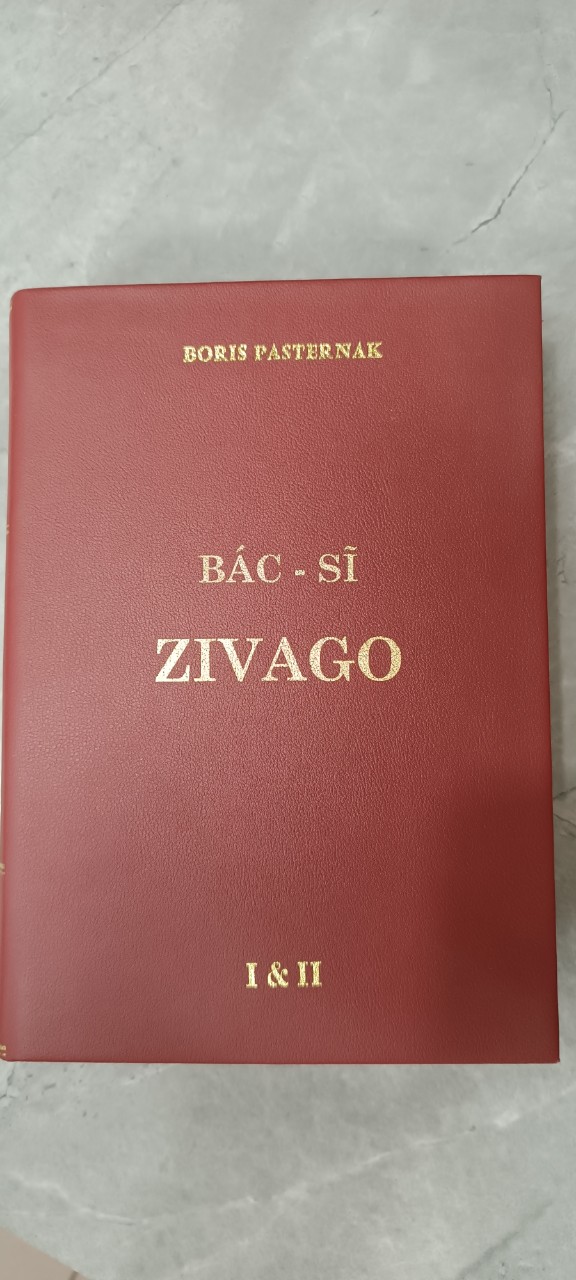 BORIS PASTERNAK
BÁC - SĨ
ZIVAGO
I & II